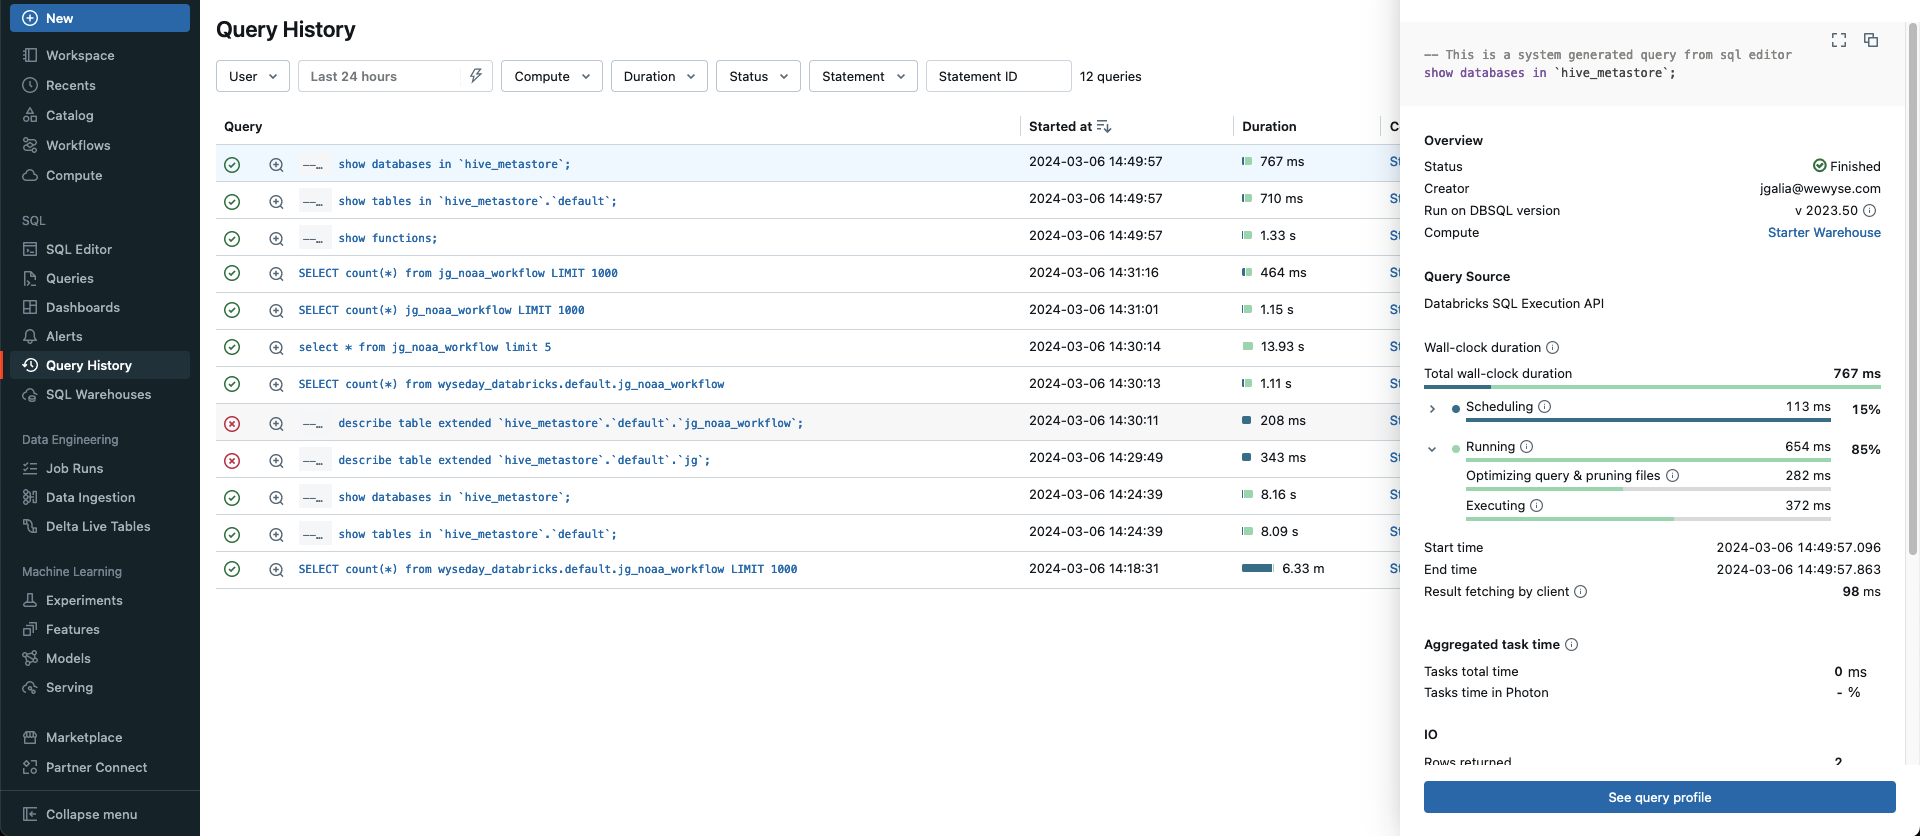 New
Workspace
Recents
Catalog
Workflows
Compute
SQL
SQL Editor
Queries
Dashboards
Alerts
Query History
SQL Warehouses
Data Engineering
Job Runs
Data Ingestion
Delta Live Tables
Machine Learning
Experiments
Features
Models
Serving
Marketplace
Partner Connect
Collapse menu
Query History
User Last 24 hours Compute Duration Status Statement Statement ID 12 queries
Query Started at Duration C
--… show databases in `hive_metastore`; 2024-03-06 14:49:57 767 ms St
--… show tables in `hive_metastore`.`default`; 2024-03-06 14:49:57 710 ms St
--… show functions; 2024-03-06 14:49:57 1.33 s St
SELECT count(*) from jg_noaa_workflow LIMIT 1000 2024-03-06 14:31:16 464 ms St
SELECT count(*) jg_noaa_workflow LIMIT 1000 2024-03-06 14:31:01 1.15 s St
select * from jg_noaa_workflow limit 5 2024-03-06 14:30:14 13.93 s St
SELECT count(*) from wyseday_databricks.default.jg_noaa_workflow 2024-03-06 14:30:13 1.11 s St
--… describe table extended `hive_metastore`.`default`.`jg_noaa_workflow`; 2024-03-06 14:30:11 208 ms St
--… describe table extended `hive_metastore`.`default`.`jg`; 2024-03-06 14:29:49 343 ms St
--… show databases in `hive_metastore`; 2024-03-06 14:24:39 8.16 s St
--… show tables in `hive_metastore`.`default`; 2024-03-06 14:24:39 8.09 s St
SELECT count(*) from wyseday_databricks.default.jg_noaa_workflow LIMIT 1000 2024-03-06 14:18:31 6.33 m St
-- This is a system generated query from sql editor
show databases in `hive_metastore`;
Overview
Status Finished
Creator jgalia@wewyse.com
Run on DBSQL version v 2023.50
Compute Starter Warehouse
Query Source
Databricks SQL Execution API
Wall-clock duration
Total wall-clock duration 767 ms
Scheduling 113 ms 15%
Running 654 ms 85%
Optimizing query & pruning files 282 ms
Executing 372 ms
Start time 2024-03-06 14:49:57.096
End time 2024-03-06 14:49:57.863
Result fetching by client 98 ms
Aggregated task time
Tasks total time 0 ms
Tasks time in Photon - %
IO
Rows returned 2
See query profile